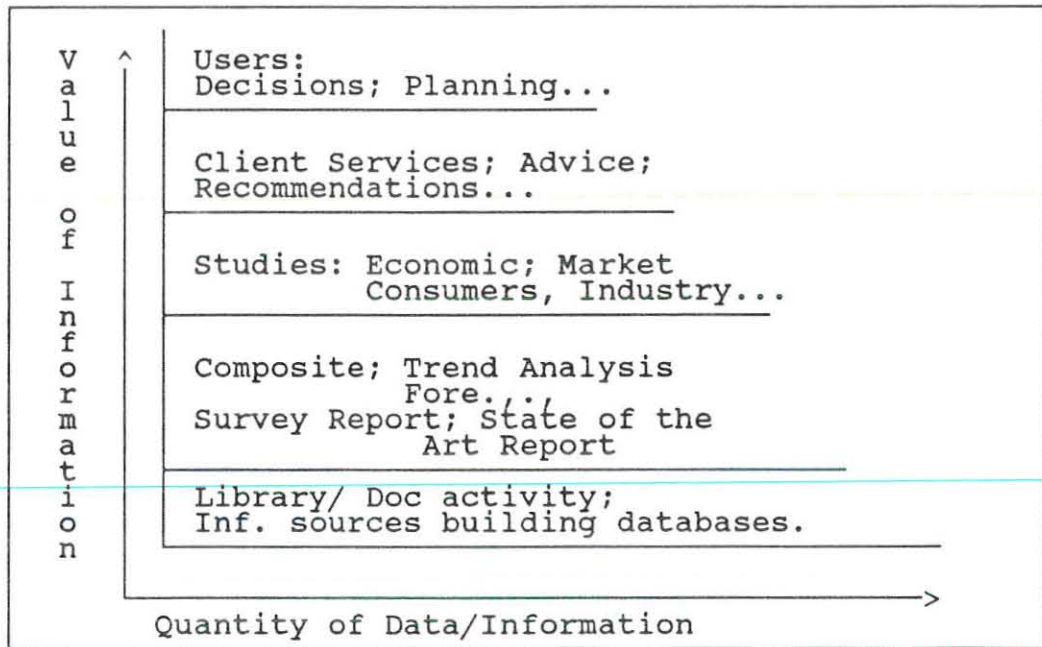 Value of Information
Users:
Decisions; Planning...
Client Services; Advice;
Recommendations...
Studies: Economic; Market
Consumers, Industry...
Composite; Trend Analysis
Fore...,
Survey Report; State of the
Art Report
Library/ Doc activity;
Inf. sources building databases.
Quantity of Data/Information